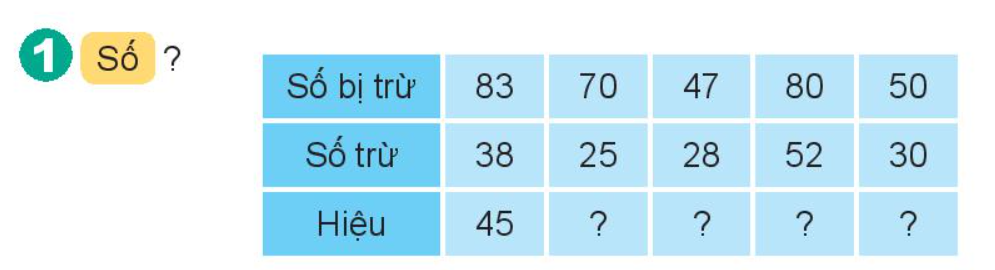 1 Số ?
Số bị trừ 83 70 47 80 50
Số trừ 38 25 28 52 30
Hiệu 45 ? ? ? ?